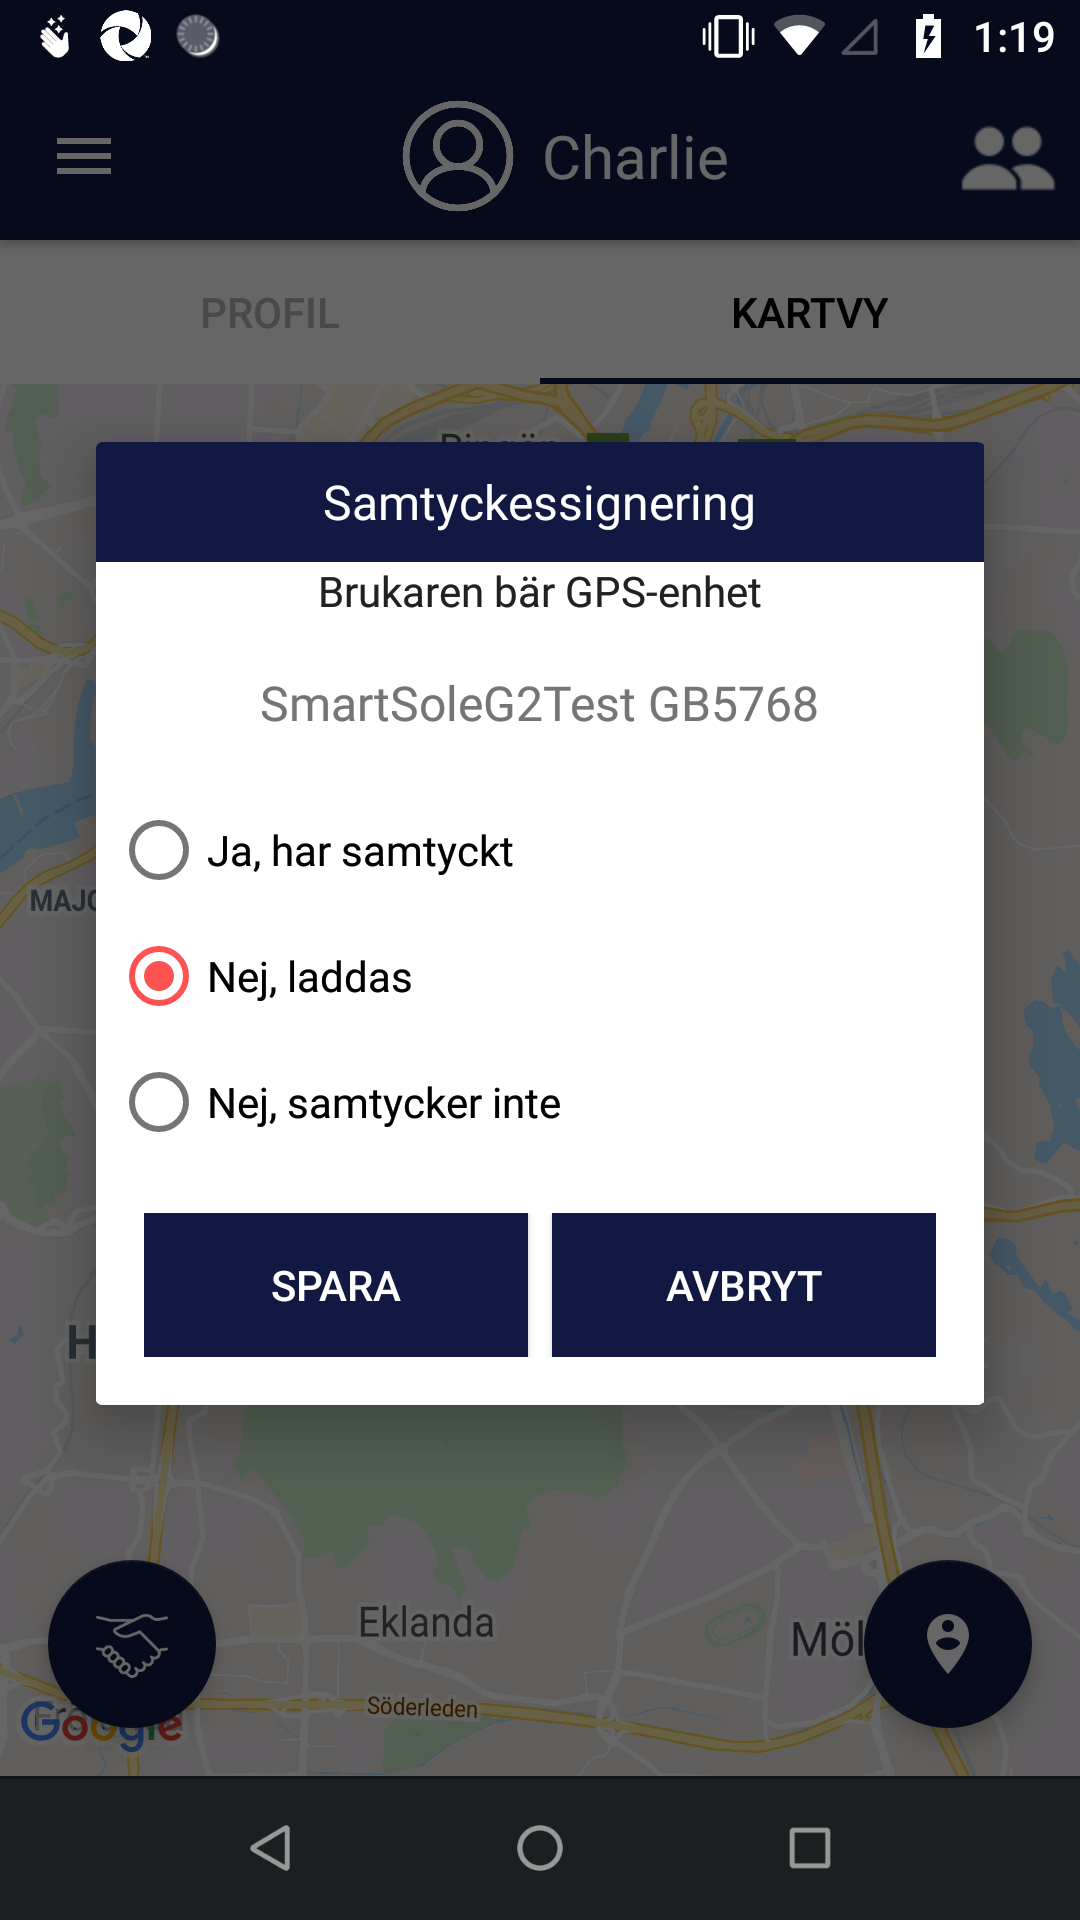 1:19
Charlie
PROFIL
KARTVY
Samtyckessignering
Brukaren bär GPS-enhet
SmartSoleG2Test GB5768
Ja, har samtyckt
MAJO
Nej, laddas
Nej, samtycker inte
SPARA
AVBRYT
H
Eklanda
Möl
Söderleden
Google